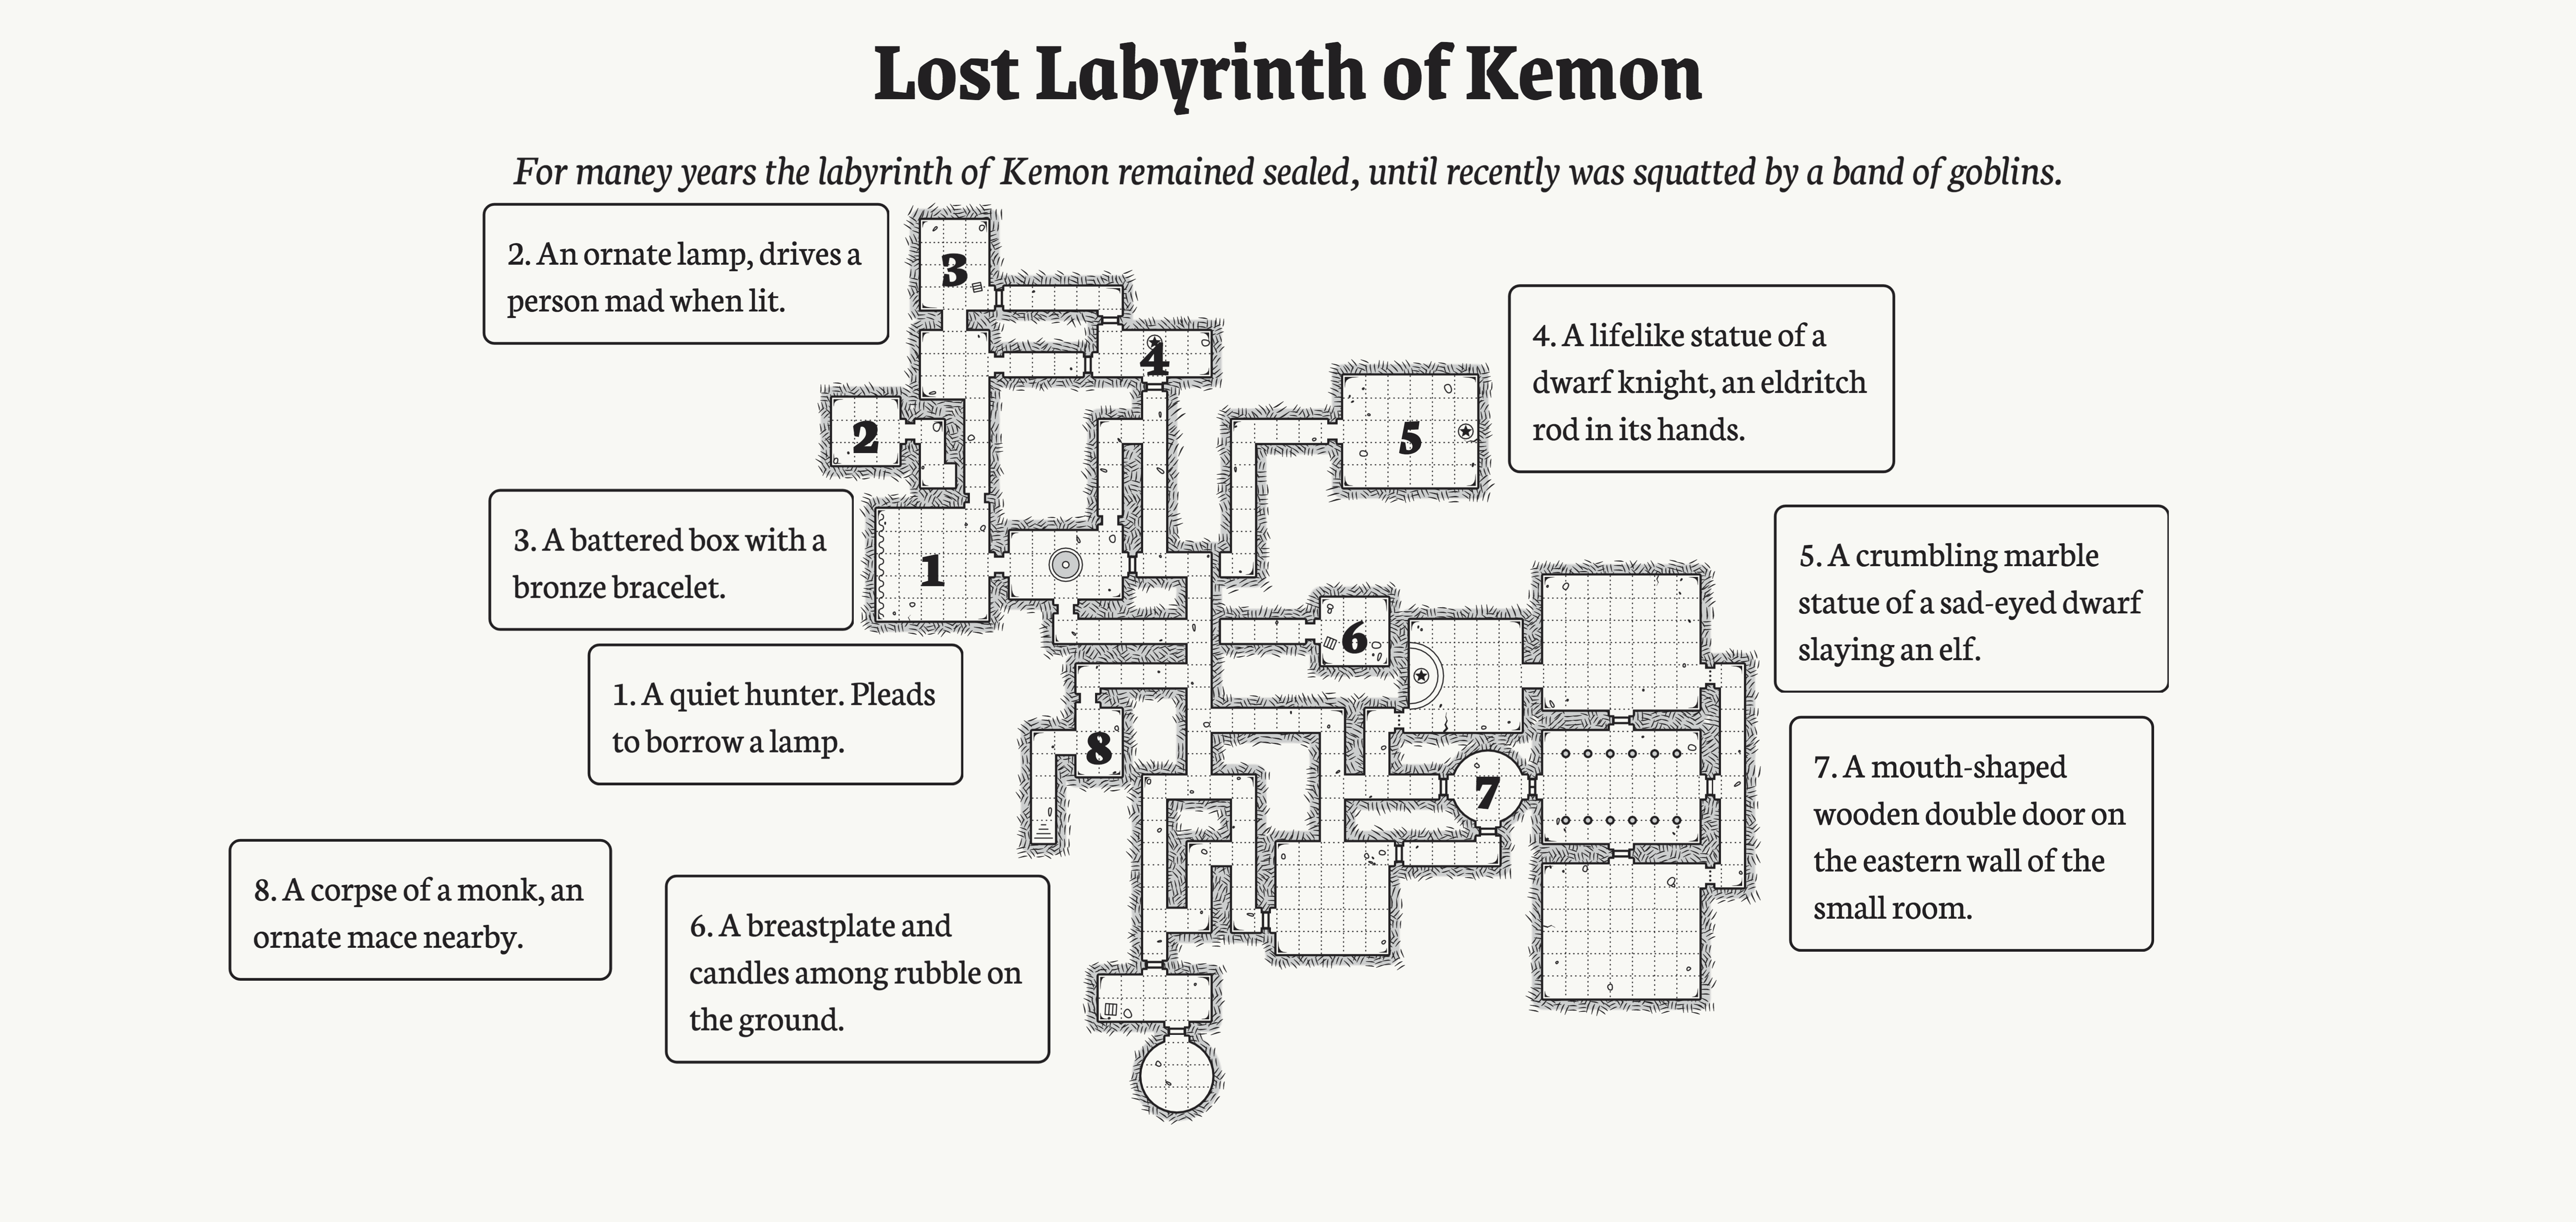 Lost Labyrinth of Kemon
For maney years the labyrinth of Kemon remained sealed, until recently was squatted by a band of goblins.
2. An ornate lamp, drives a
person mad when lit.
3
4
4. A lifelike statue of a
dwarf knight, an eldritch
rod in its hands.
2
5
3. A battered box with a
bronze bracelet.
1
5. A crumbling marble
statue of a sad-eyed dwarf
slaying an elf.
6
1. A quiet hunter. Pleads
to borrow a lamp.
8
7
7. A mouth-shaped
wooden double door on
the eastern wall of the
small room.
8. A corpse of a monk, an
ornate mace nearby.
6. A breastplate and
candles among rubble on
the ground.